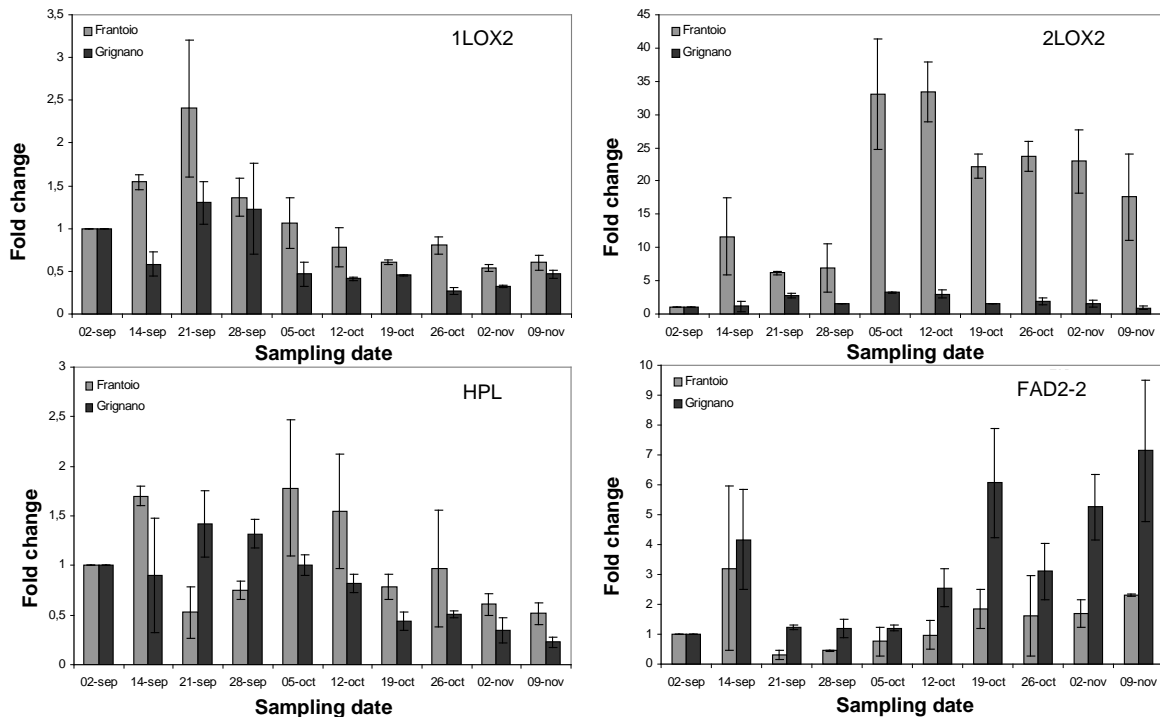 1LOX2
Frantoio
Grignano
Fold change
3,5
3
2,5
2
1,5
1
0,5
0
02-sep 14-sep 21-sep 28-sep 05-oct 12-oct 19-oct 26-oct 02-nov 09-nov
Sampling date
2LOX2
Frantoio
Grignano
Fold change
45
40
35
30
25
20
15
10
5
0
02-sep 14-sep 21-sep 28-sep 05-oct 12-oct 19-oct 26-oct 02-nov 09-nov
Sampling date
HPL
Frantoio
Grignano
Fold change
3
2,5
2
1,5
1
0,5
0
02-sep 14-sep 21-sep 28-sep 05-oct 12-oct 19-oct 26-oct 02-nov 09-nov
Sampling date
FAD2-2
Frantoio
Grignano
Fold change
10
9
8
7
6
5
4
3
2
1
0
02-sep 14-sep 21-sep 28-sep 05-oct 12-oct 19-oct 26-oct 02-nov 09-nov
Sampling date